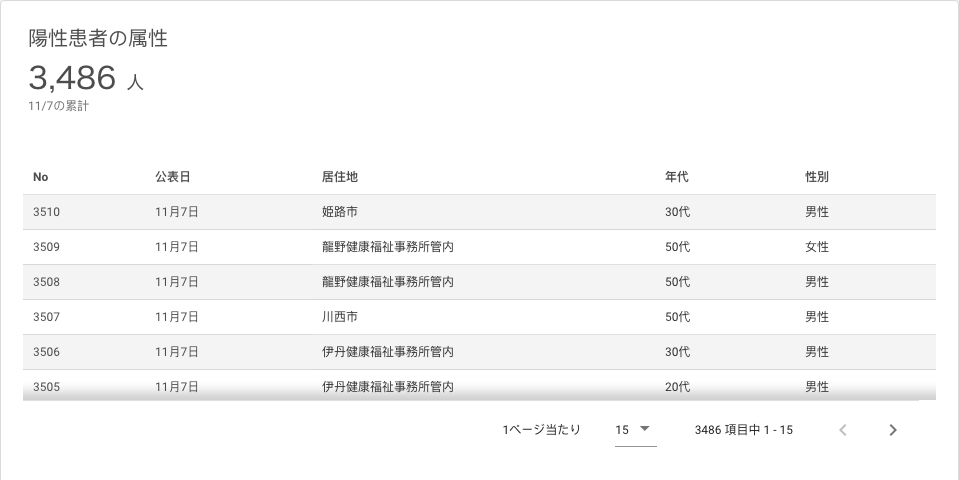 陽性患者の属性
3,486 人
11/7の累計
No 公表日 居住地 年代 性別
3510 11月7日 姫路市 30代 男性
3509 11月7日 龍野健康福祉事務所管内 50代 女性
3508 11月7日 龍野健康福祉事務所管内 50代 男性
3507 11月7日 川西市 50代 男性
3506 11月7日 伊丹健康福祉事務所管内 30代 男性
3505 11月7日 伊丹健康福祉事務所管内 20代 男性
1ページ当たり 15 3486 項目中 1 - 15